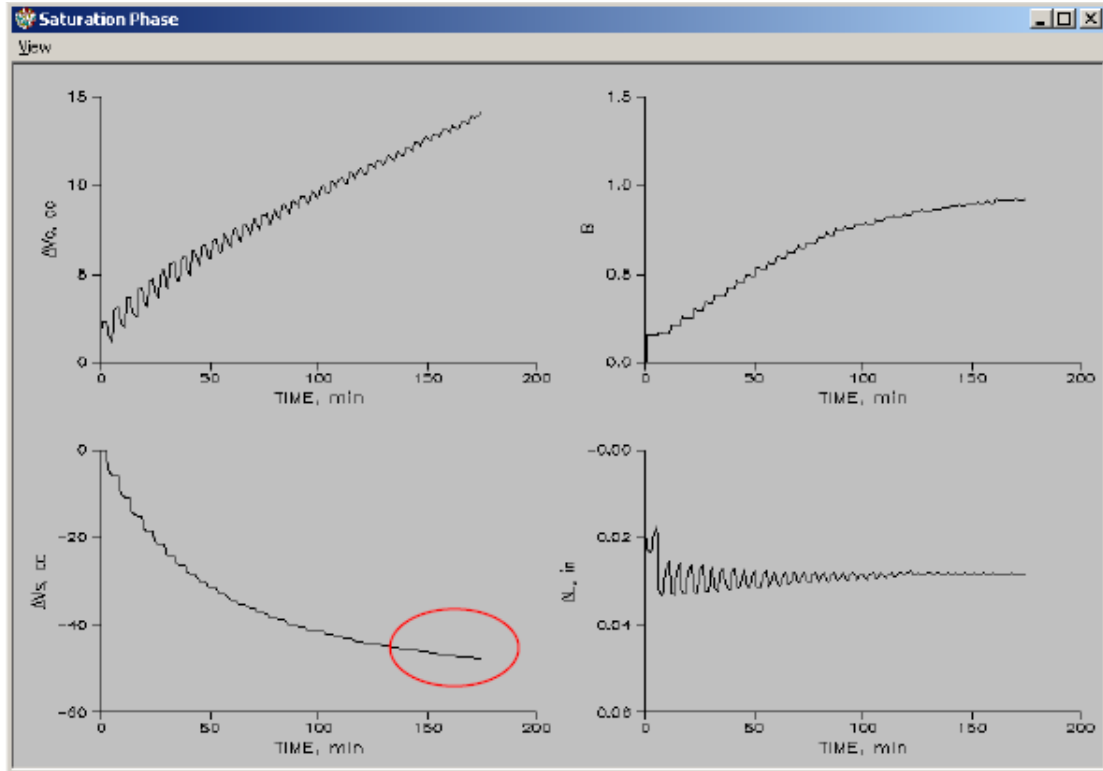 Saturation Phase
View
15
10
5
0
ΔVc, cc
0 50 100 150 200
TIME, min
1.5
1.0
0.5
0.0
B
0 50 100 150 200
TIME, min
0
-20
-40
-60
ΔVs, cc
0 50 100 150 200
TIME, min
-0.00
0.02
0.04
0.06
ΔL, in
0 50 100 150 200
TIME, min